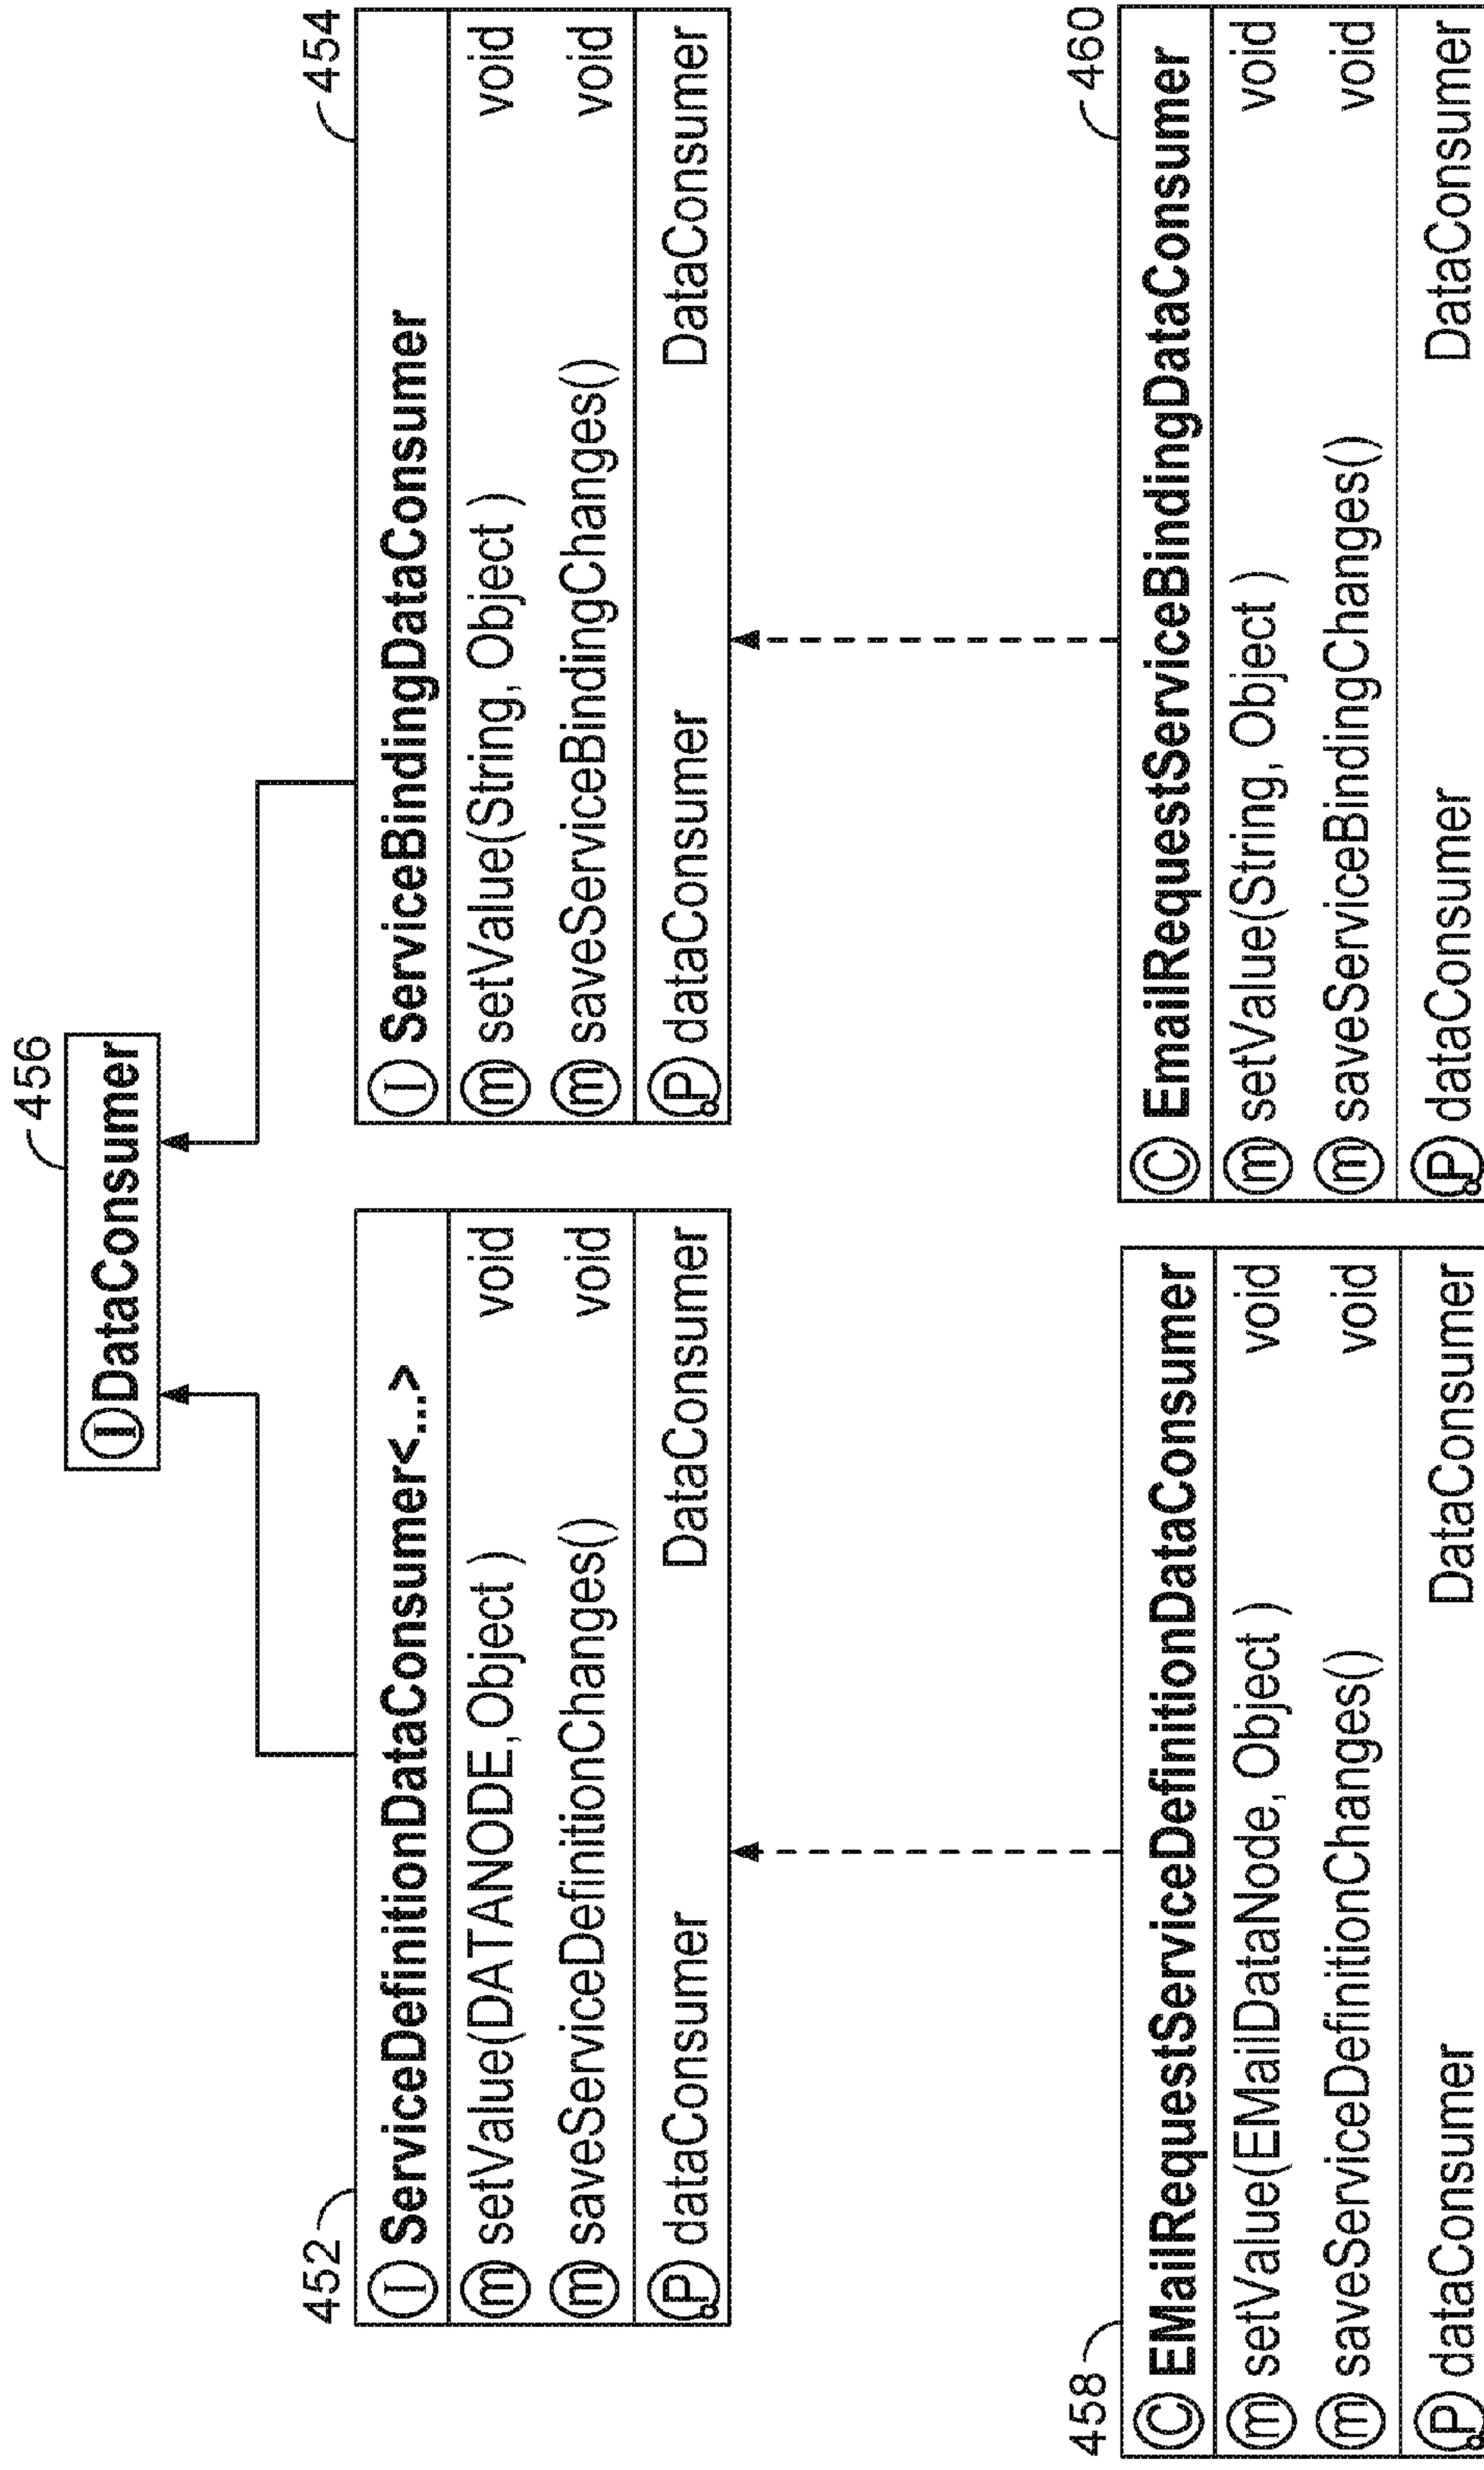 456
Ⓘ DataConsumer
452
Ⓘ ServiceDefinitionDataConsumer<...>
ⓜ setValue(DATANODE,Object ) void
ⓜ saveServiceDefinitionChanges() void
Ⓟ dataConsumer DataConsumer
454
Ⓘ ServiceBindingDataConsumer
ⓜ setValue(String, Object ) void
ⓜ saveServiceBindingChanges() void
Ⓟ dataConsumer DataConsumer
458
Ⓒ EMailRequestServiceDefinitionDataConsumer
ⓜ setValue(EMailDataNode, Object ) void
ⓜ saveServiceDefinitionChanges() void
Ⓟ dataConsumer DataConsumer
460
Ⓒ EmailRequestServiceBindingDataConsumer
ⓜ setValue(String, Object ) void
ⓜ saveServiceBindingChanges() void
Ⓟ dataConsumer DataConsumer